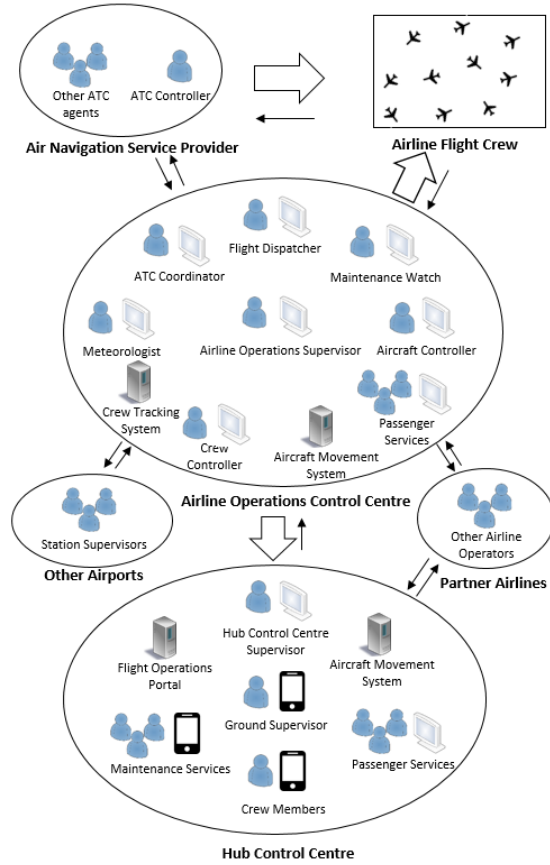 Other ATC
agents
ATC Controller
Air Navigation Service Provider
Airline Flight Crew
Flight Dispatcher
ATC Coordinator
Maintenance Watch
Meteorologist
Airline Operations Supervisor
Aircraft Controller
Crew Tracking
System
Crew
Controller
Aircraft Movement
System
Passenger
Services
Airline Operations Control Centre
Station Supervisors
Other Airports
Other Airline
Operators
Partner Airlines
Hub Control Centre
Supervisor
Flight Operations
Portal
Aircraft Movement
System
Ground Supervisor
Maintenance Services
Passenger Services
Crew Members
Hub Control Centre